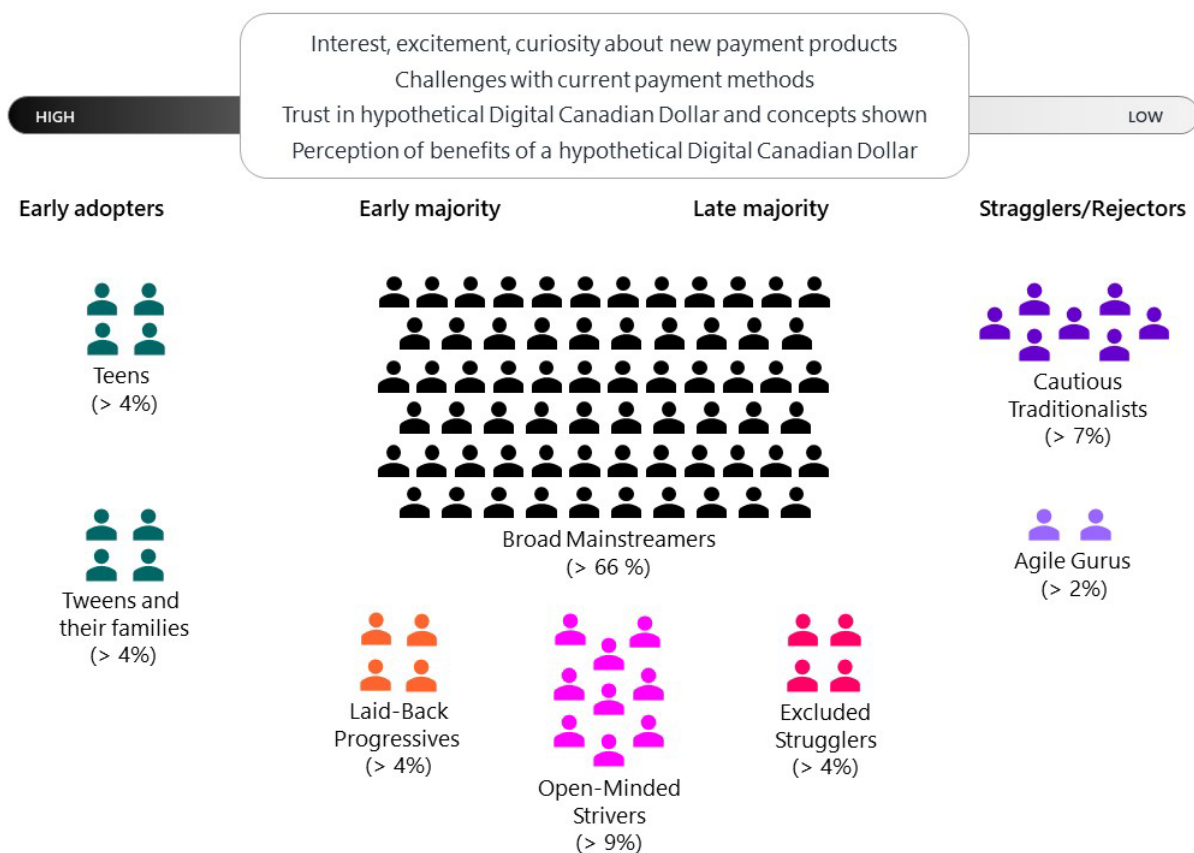 Interest, excitement, curiosity about new payment products
Challenges with current payment methods
Trust in hypothetical Digital Canadian Dollar and concepts shown
Perception of benefits of a hypothetical Digital Canadian Dollar
HIGH
LOW
Early adopters
Early majority
Late majority
Stragglers/Rejectors
Teens
(> 4%)
Tweens and
their families
(> 4%)
Broad Mainstreamers
(> 66 %)
Laid-Back
Progressives
(> 4%)
Open-Minded
Strivers
(> 9%)
Excluded
Strugglers
(> 4%)
Cautious
Traditionalists
(> 7%)
Agile Gurus
(> 2%)